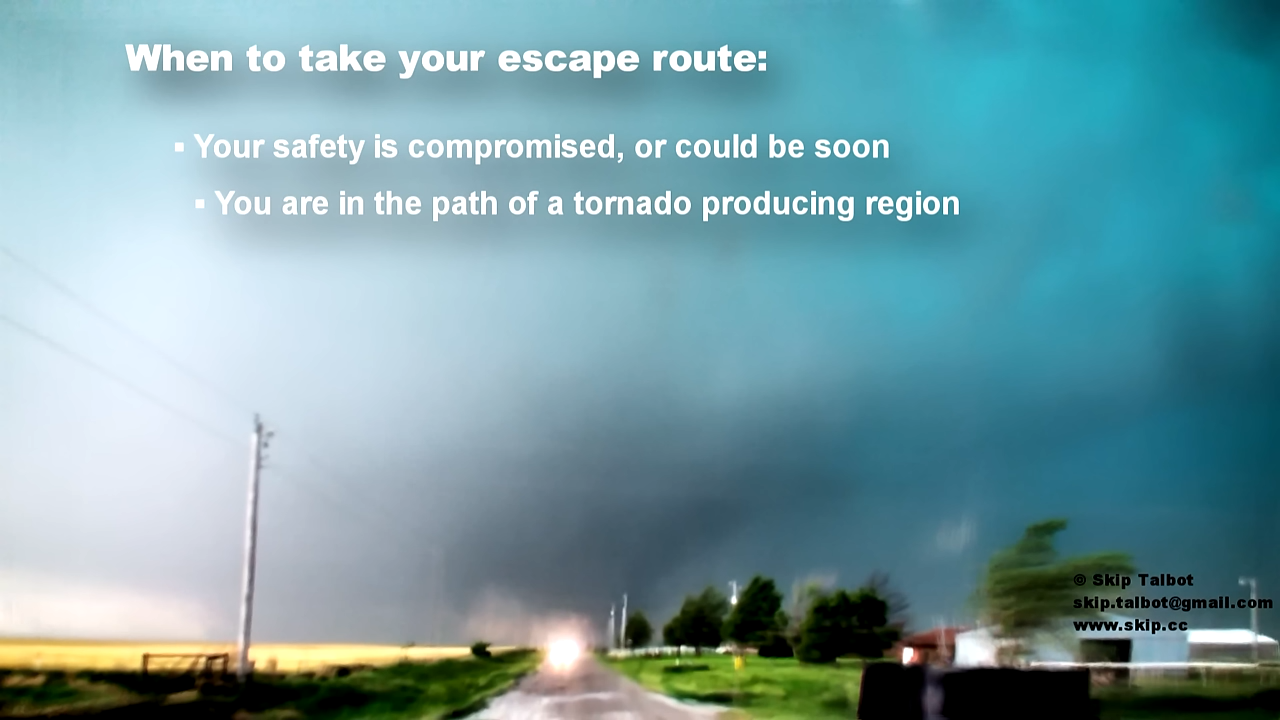 When to take your escape route:
▪ Your safety is compromised, or could be soon
▪ You are in the path of a tornado producing region
© Skip Talbot
skip.talbot@gmail.com
www.skip.cc